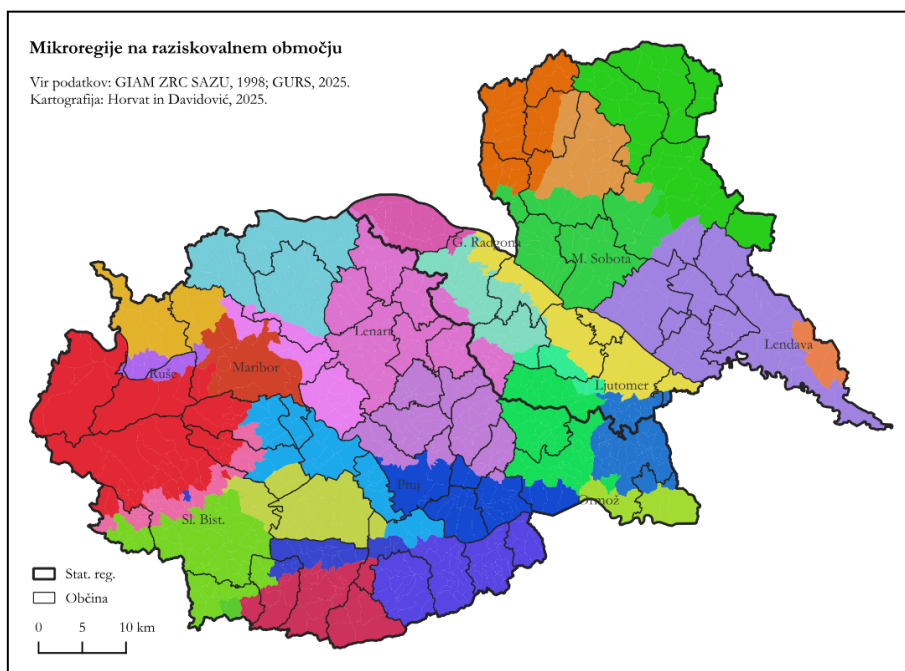 Mikroregije na raziskovalnem območju
Vir podatkov: GIAM ZRC SAZU, 1998; GURS, 2025.
Kartografija: Horvat in Davidović, 2025.
G. Radgona
M. Sobota
Lenart
Lendava
Ruše
Maribor
Ljutomer
Ptuj
Ormož
Sl. Bist.
Stat. reg.
Občina
0 5 10 km